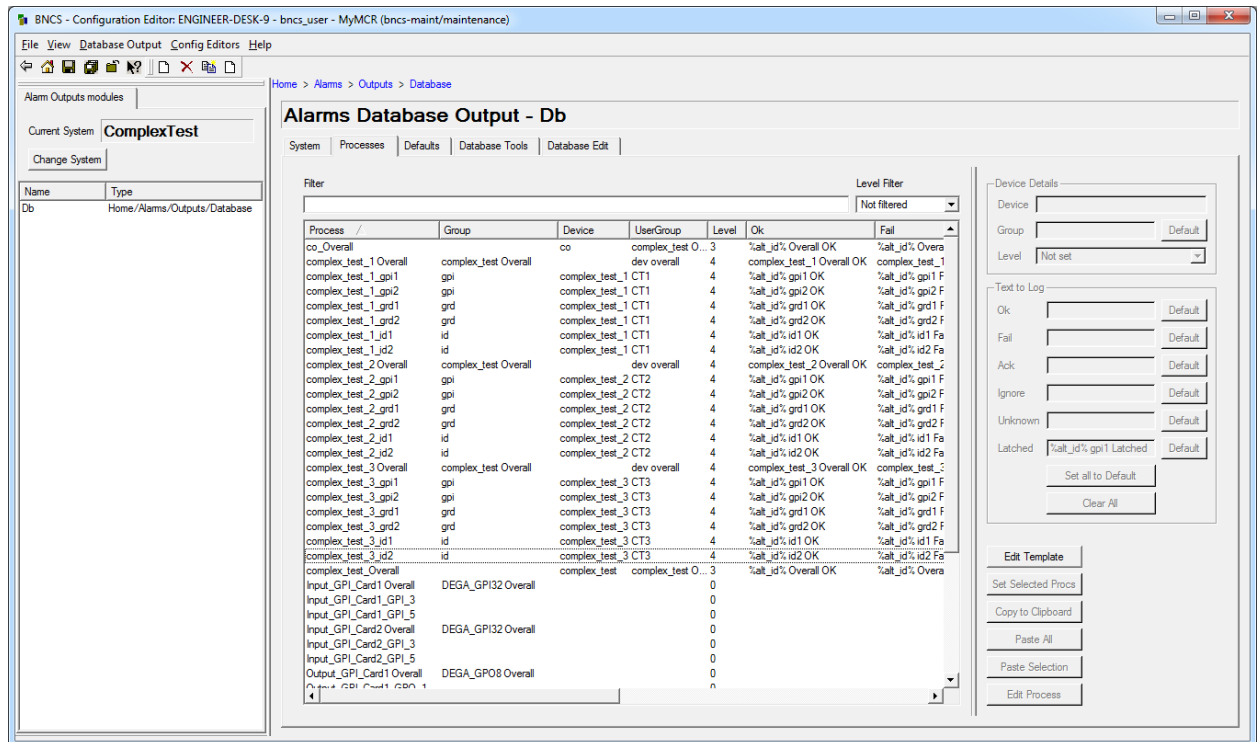 BNCS - Configuration Editor: ENGINEER-DESK-9 - bncs_user - MyMCR (bncs-maint/maintenance)
File View Database Output Config Editors Help
Home > Alarms > Outputs > Database
Alarm Outputs modules
Current System ComplexTest
Change System
Name Type
Db Home/Alarms/Outputs/Database
Alarms Database Output - Db
System Processes Defaults Database Tools Database Edit
Filter Level Filter
Not filtered
Process Group Device UserGroup Level Ok Fail
co_Overall co complex_test O... 3 %alt_id% Overall OK %alt_id% Overa
complex_test_1 Overall complex_test Overall dev overall 4 complex_test_1 Overall OK complex_test_1
complex_test_1_gpi1 gpi complex_test_1 CT1 4 %alt_id% gpi1 OK %alt_id% gpi1 F
complex_test_1_gpi2 gpi complex_test_1 CT1 4 %alt_id% gpi2 OK %alt_id% gpi2 F
complex_test_1_grd1 grd complex_test_1 CT1 4 %alt_id% grd1 OK %alt_id% grd1 F
complex_test_1_grd2 grd complex_test_1 CT1 4 %alt_id% grd2 OK %alt_id% grd2 F
complex_test_1_id1 id complex_test_1 CT1 4 %alt_id% id1 OK %alt_id% id1 Fa
complex_test_1_id2 id complex_test_1 CT1 4 %alt_id% id2 OK %alt_id% id2 Fa
complex_test_2 Overall complex_test Overall dev overall 4 complex_test_2 Overall OK complex_test_2
complex_test_2_gpi1 gpi complex_test_2 CT2 4 %alt_id% gpi1 OK %alt_id% gpi1 F
complex_test_2_gpi2 gpi complex_test_2 CT2 4 %alt_id% gpi2 OK %alt_id% gpi2 F
complex_test_2_grd1 grd complex_test_2 CT2 4 %alt_id% grd1 OK %alt_id% grd1 F
complex_test_2_grd2 grd complex_test_2 CT2 4 %alt_id% grd2 OK %alt_id% grd2 F
complex_test_2_id1 id complex_test_2 CT2 4 %alt_id% id1 OK %alt_id% id1 Fa
complex_test_2_id2 id complex_test_2 CT2 4 %alt_id% id2 OK %alt_id% id2 Fa
complex_test_3 Overall complex_test Overall dev overall 4 complex_test_3 Overall OK complex_test_3
complex_test_3_gpi1 gpi complex_test_3 CT3 4 %alt_id% gpi1 OK %alt_id% gpi1 F
complex_test_3_gpi2 gpi complex_test_3 CT3 4 %alt_id% gpi2 OK %alt_id% gpi2 F
complex_test_3_grd1 grd complex_test_3 CT3 4 %alt_id% grd1 OK %alt_id% grd1 F
complex_test_3_grd2 grd complex_test_3 CT3 4 %alt_id% grd2 OK %alt_id% grd2 F
complex_test_3_id1 id complex_test_3 CT3 4 %alt_id% id1 OK %alt_id% id1 Fa
complex_test_3_id2 id complex_test_3 CT3 4 %alt_id% id2 OK %alt_id% id2 Fa
complex_test_Overall complex_test complex_test O... 3 %alt_id% Overall OK %alt_id% Overa
Input_GPI_Card1 Overall DEGA_GPI32 Overall 0
Input_GPI_Card1_GPI_3 0
Input_GPI_Card1_GPI_5 0
Input_GPI_Card2 Overall DEGA_GPI32 Overall 0
Input_GPI_Card2_GPI_3 0
Input_GPI_Card2_GPI_5 0
Output_GPI_Card1 Overall DEGA_GPO8 Overall 0
Output_GPI_Card1_GPO_1 0
Device Details
Device
Group Default
Level Not set
Text to Log
Ok Default
Fail Default
Ack Default
Ignore Default
Unknown Default
Latched %alt_id% gpi1 Latched Default
Set all to Default
Clear All
Edit Template
Set Selected Procs
Copy to Clipboard
Paste All
Paste Selection
Edit Process